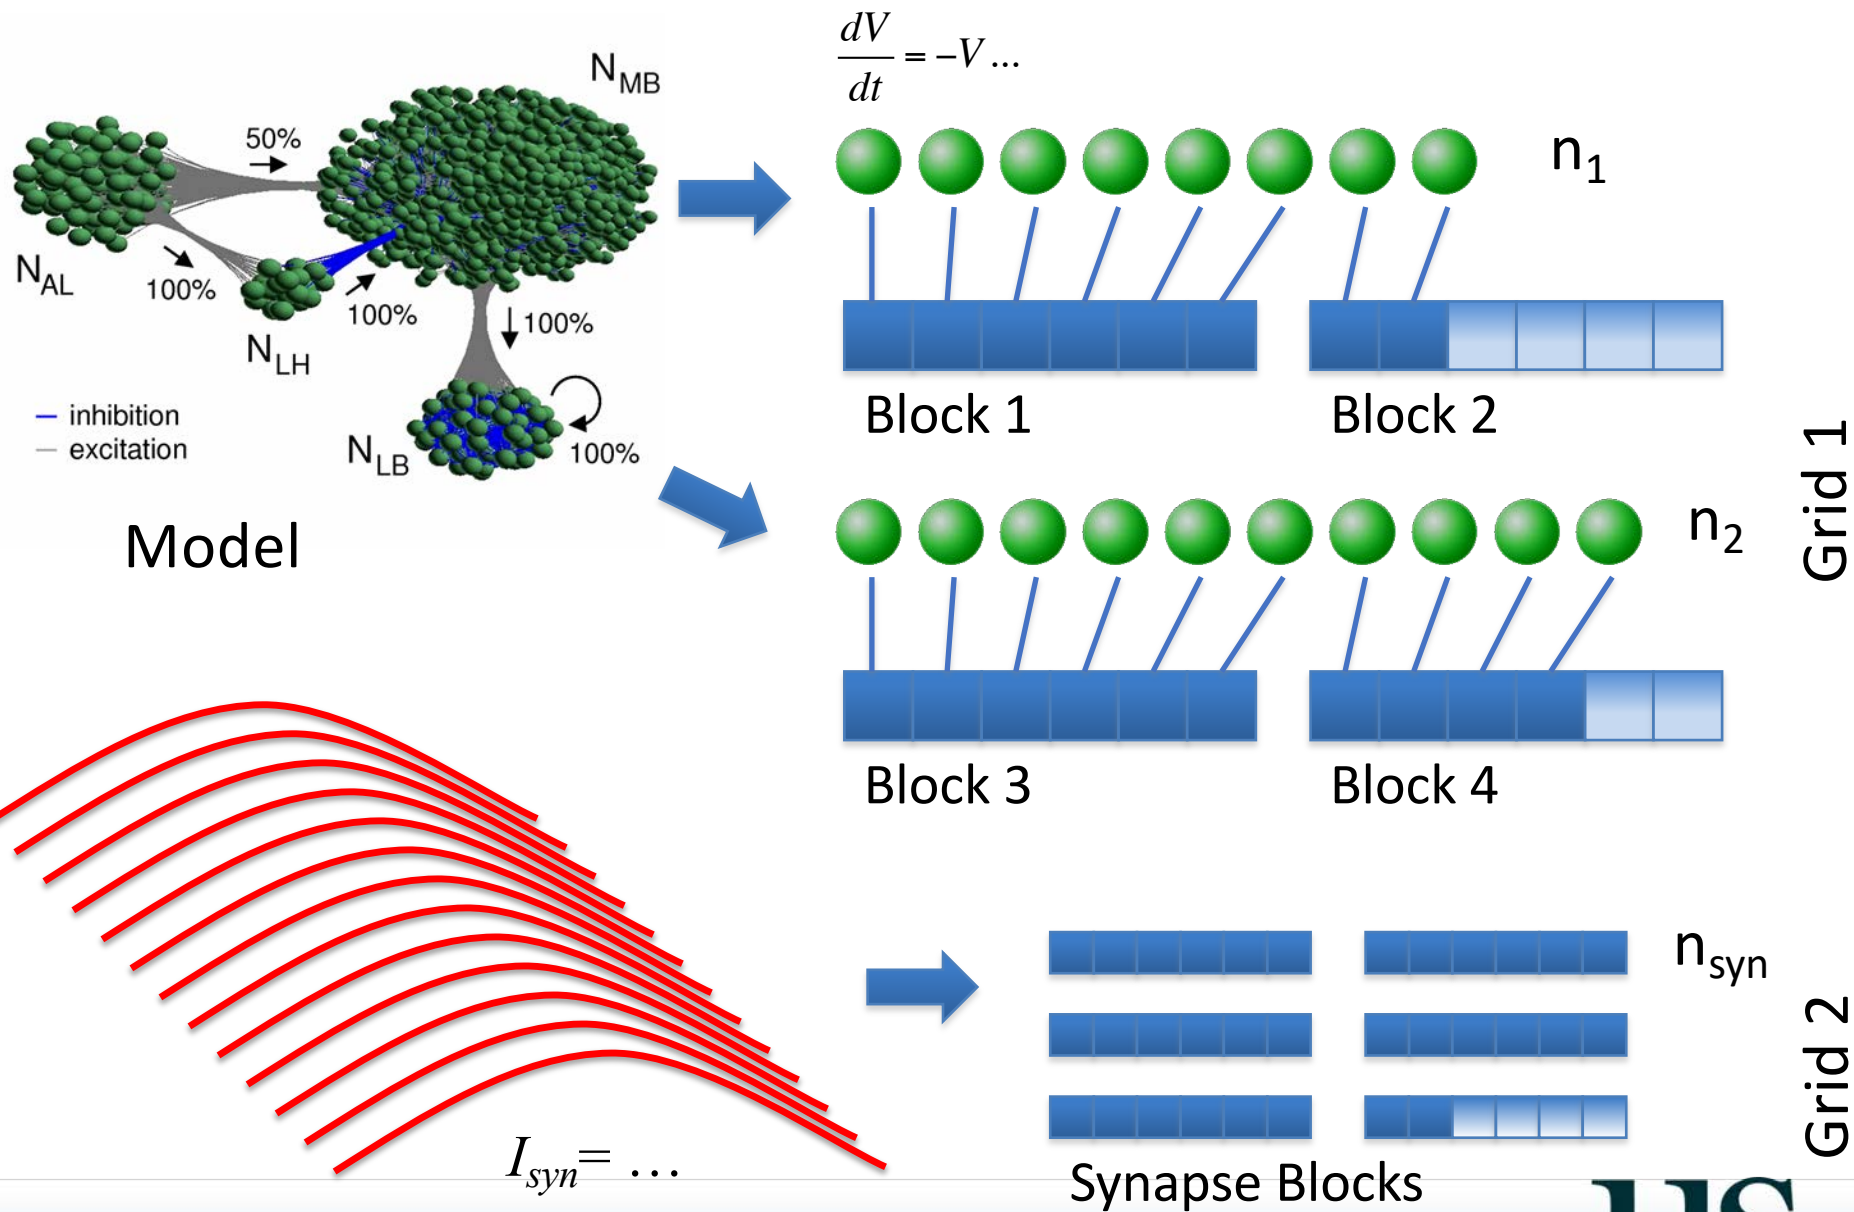 N_MB
50%
N_AL
100%
100%
N_LH
100%
inhibition
excitation
N_LB
100%
Model
dV/dt = –V ...
n_1
Block 1
Block 2
n_2
Block 3
Block 4
Grid 1
I_syn= …
n_syn
Synapse Blocks
Grid 2